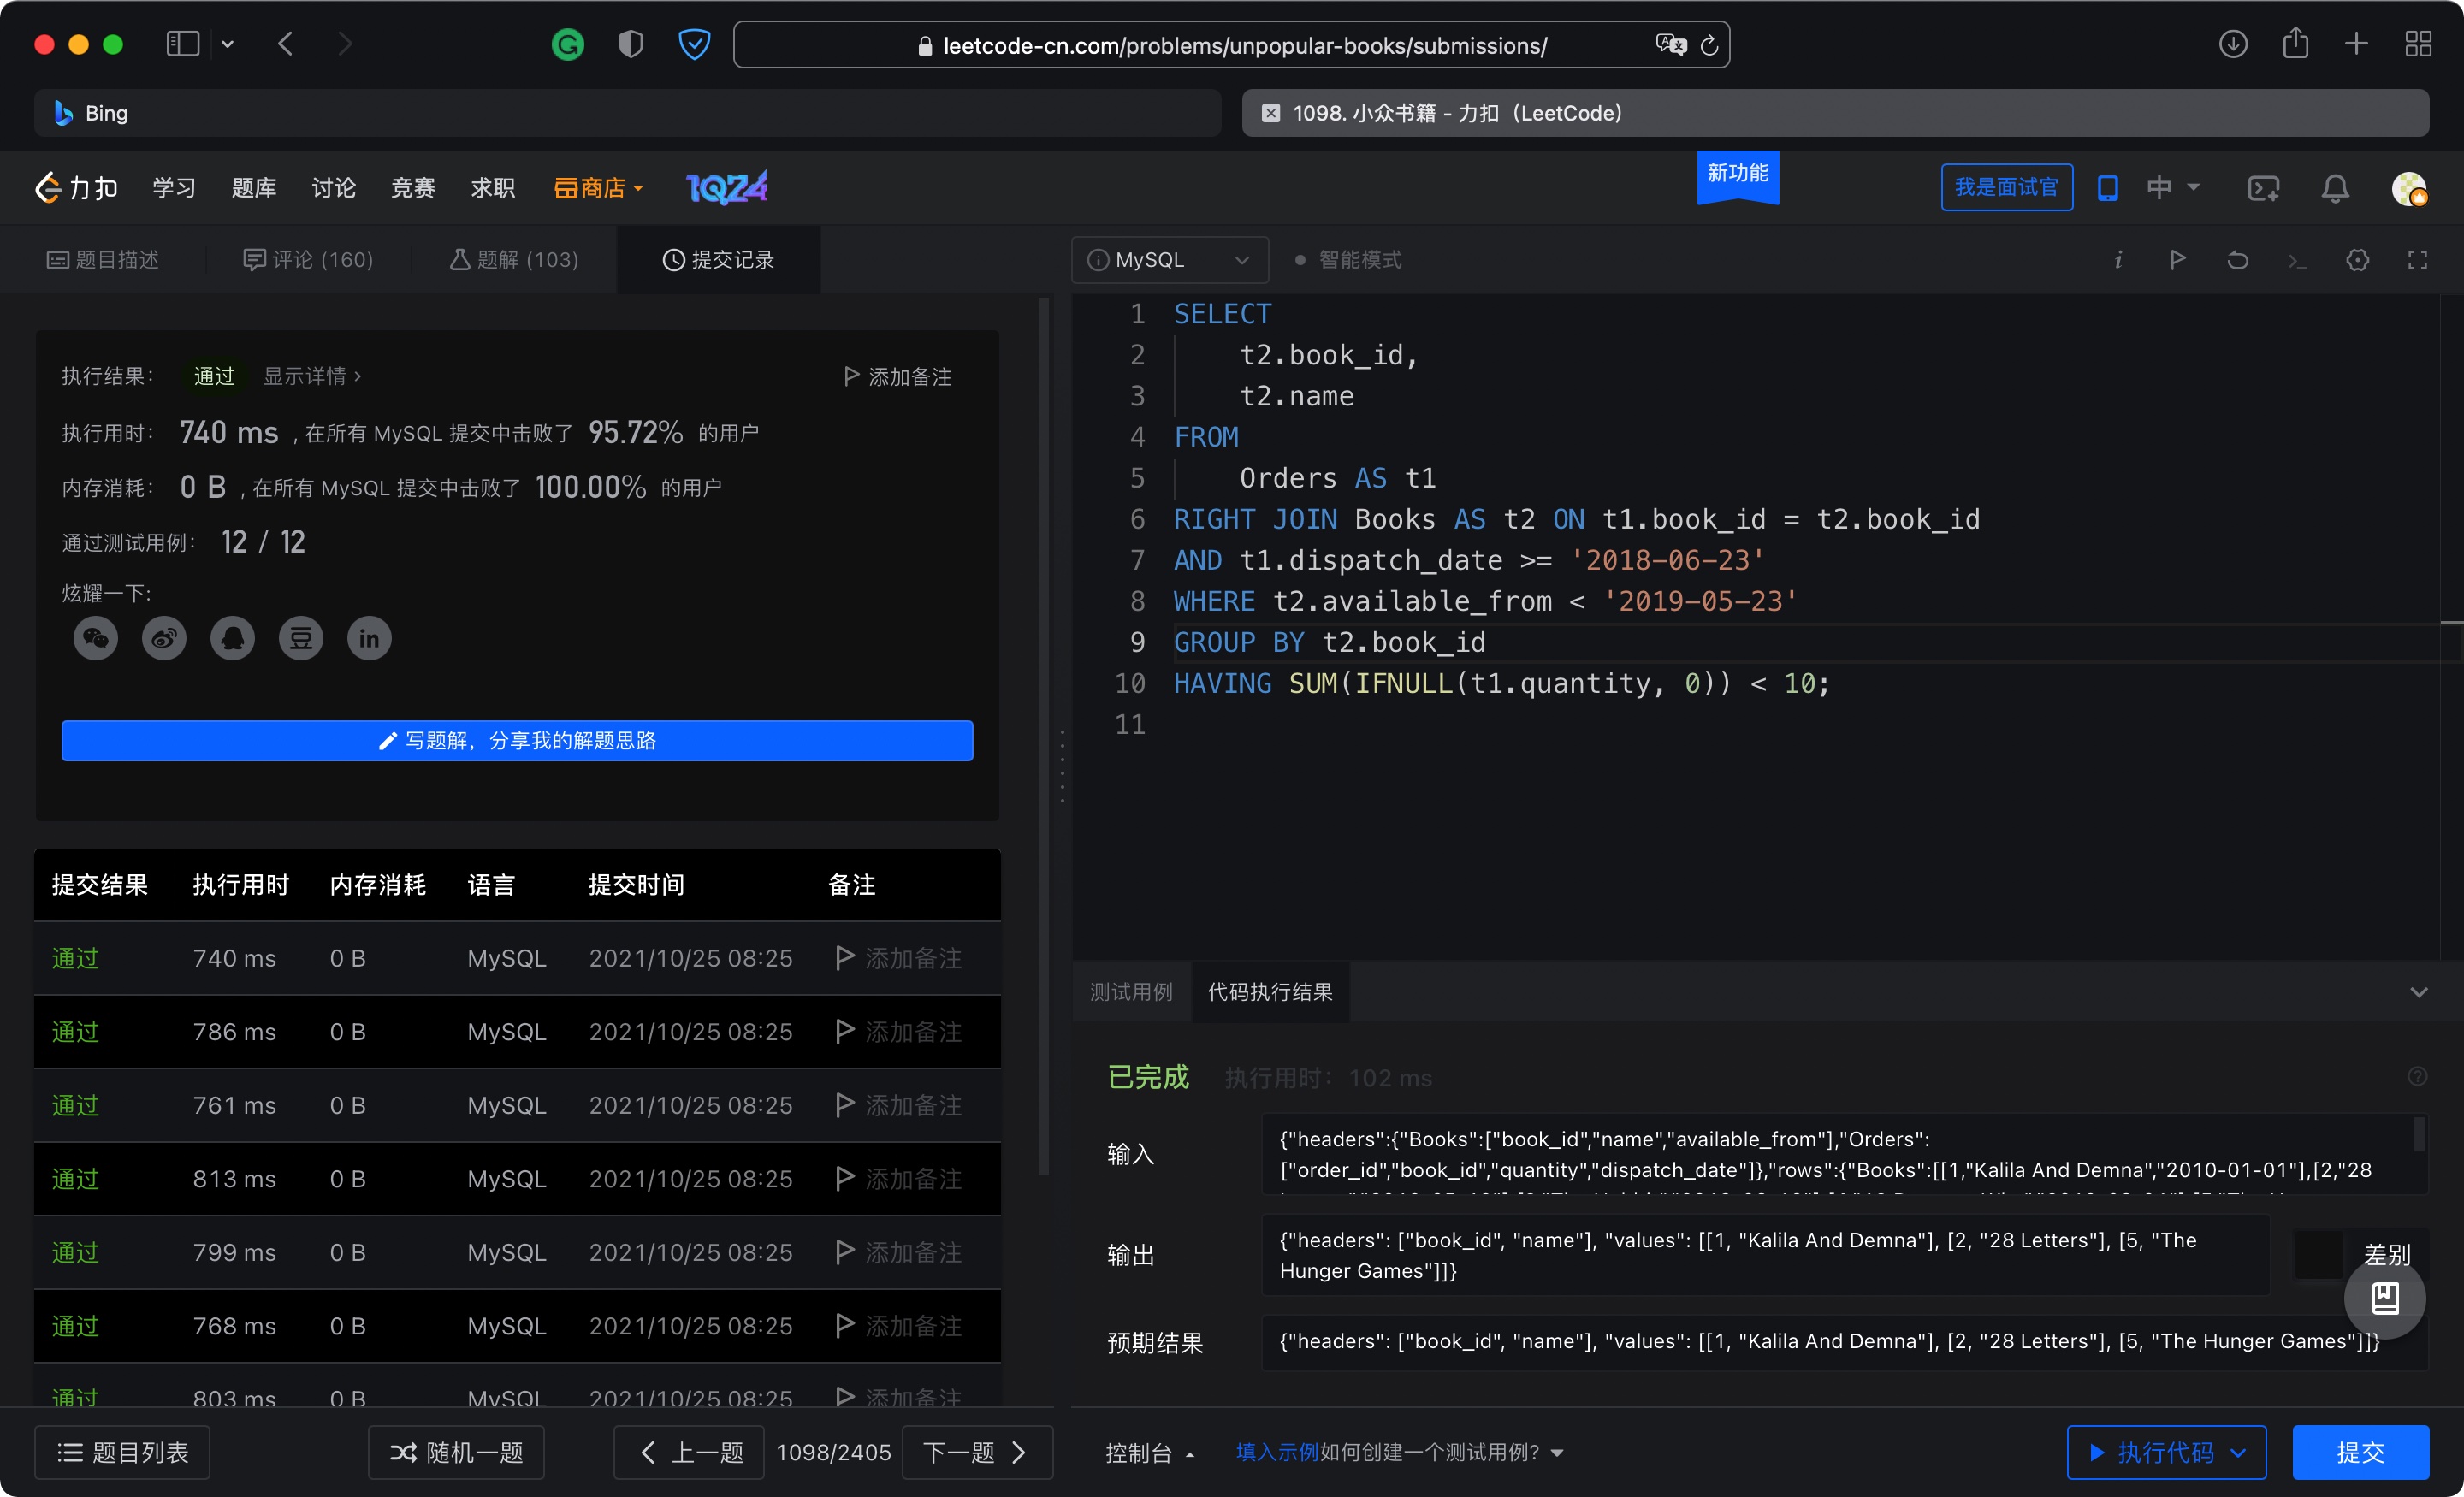 leetcode-cn.com/problems/unpopular-books/submissions/
Bing
1098. 小众书籍 - 力扣（LeetCode）
力扣 学习 题库 讨论 竞赛 求职 商店 1024 新功能 我是面试官 中
题目描述 评论 (160) 题解 (103) 提交记录
执行结果： 通过 显示详情 › 添加备注
执行用时： 740 ms , 在所有 MySQL 提交中击败了 95.72% 的用户
内存消耗： 0 B , 在所有 MySQL 提交中击败了 100.00% 的用户
通过测试用例： 12 / 12
炫耀一下:
豆 in
写题解，分享我的解题思路
提交结果 执行用时 内存消耗 语言 提交时间 备注
通过 740 ms 0 B MySQL 2021/10/25 08:25 添加备注
通过 786 ms 0 B MySQL 2021/10/25 08:25 添加备注
通过 761 ms 0 B MySQL 2021/10/25 08:25 添加备注
通过 813 ms 0 B MySQL 2021/10/25 08:25 添加备注
通过 799 ms 0 B MySQL 2021/10/25 08:25 添加备注
通过 768 ms 0 B MySQL 2021/10/25 08:25 添加备注
通过 803 ms 0 B MySQL 2021/10/25 08:25 添加备注
题目列表 随机一题 上一题 1098/2405 下一题
MySQL 智能模式
1 SELECT
2 t2.book_id,
3 t2.name
4 FROM
5 Orders AS t1
6 RIGHT JOIN Books AS t2 ON t1.book_id = t2.book_id
7 AND t1.dispatch_date >= '2018-06-23'
8 WHERE t2.available_from < '2019-05-23'
9 GROUP BY t2.book_id
10 HAVING SUM(IFNULL(t1.quantity, 0)) < 10;
11
测试用例 代码执行结果
已完成 执行用时： 102 ms
输入
{"headers":{"Books":["book_id","name","available_from"],"Orders":
["order_id","book_id","quantity","dispatch_date"]},"rows":{"Books":[[1,"Kalila And Demna","2010-01-01"],[2,"28
输出
{"headers": ["book_id", "name"], "values": [[1, "Kalila And Demna"], [2, "28 Letters"], [5, "The
Hunger Games"]]}
差别
预期结果
{"headers": ["book_id", "name"], "values": [[1, "Kalila And Demna"], [2, "28 Letters"], [5, "The Hunger Games"]]}
控制台 填入示例 如何创建一个测试用例? 执行代码 提交